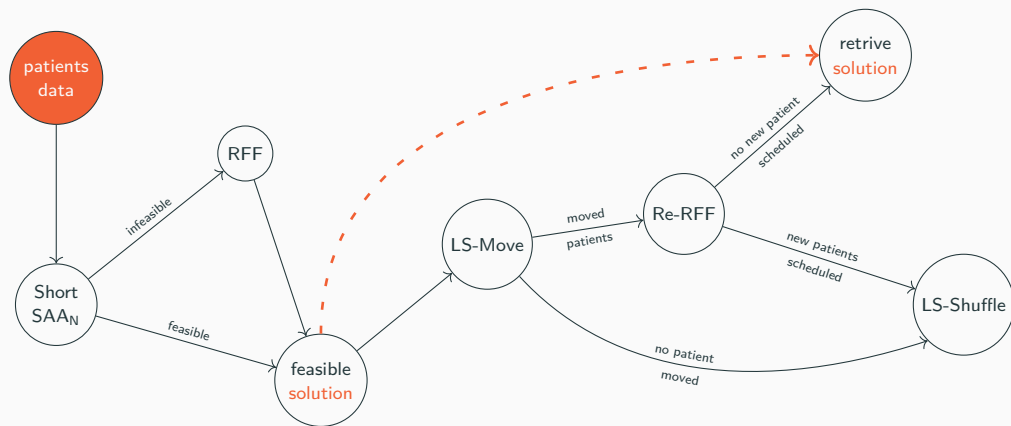 patients
data
retrive
solution
RFF
no new patient
scheduled
infeasible
LS-Move
moved
patients
Re-RFF
new patients
scheduled
Short
SAA_N
feasible
LS-Shuffle
feasible
solution
no patient
moved